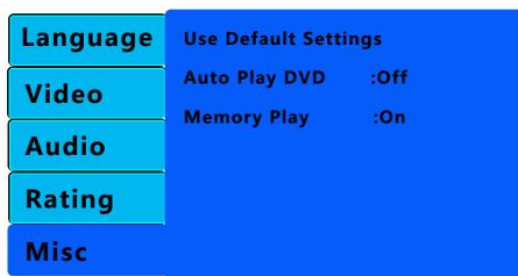 Language
Video
Audio
Rating
Misc
Use Default Settings
Auto Play DVD :Off
Memory Play :On